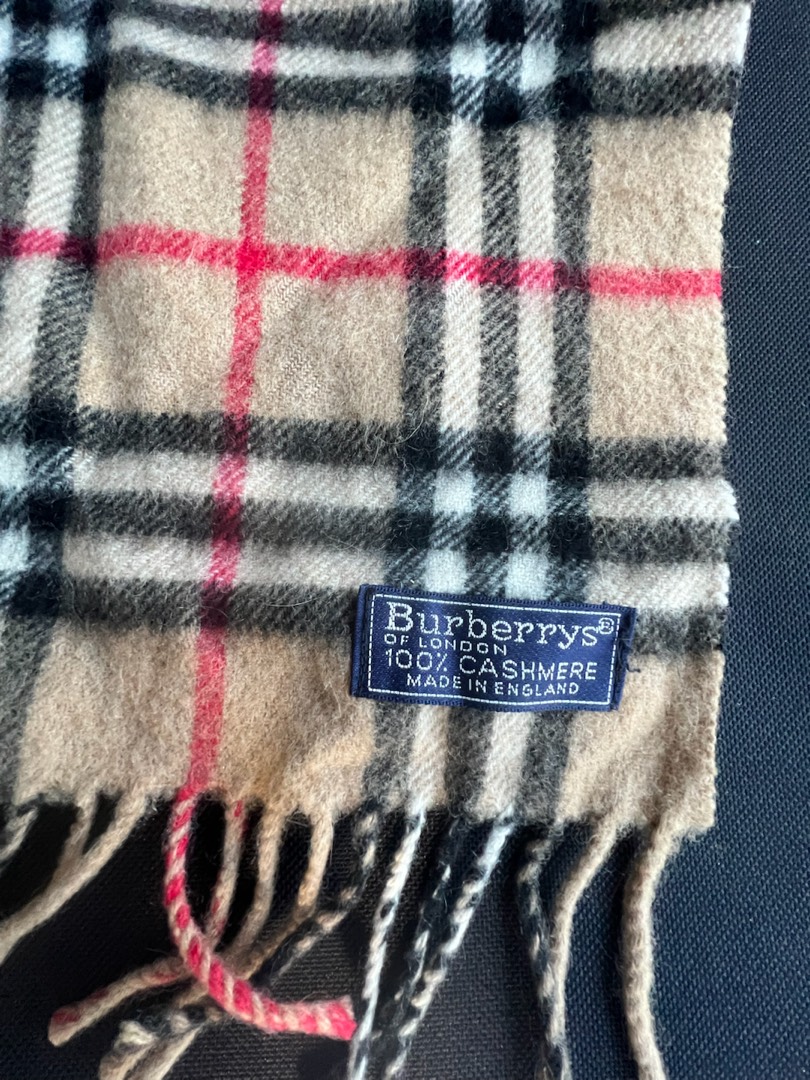 Burberrys®
OF LONDON
100% CASHMERE
MADE IN ENGLAND